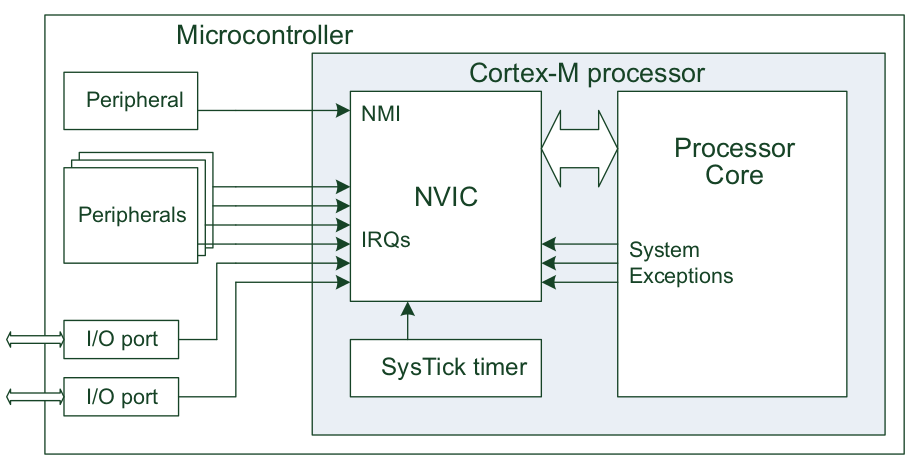 Microcontroller
Cortex-M processor
Peripheral
NMI
Processor
Core
NVIC
Peripherals
IRQs
System
Exceptions
I/O port
SysTick timer
I/O port